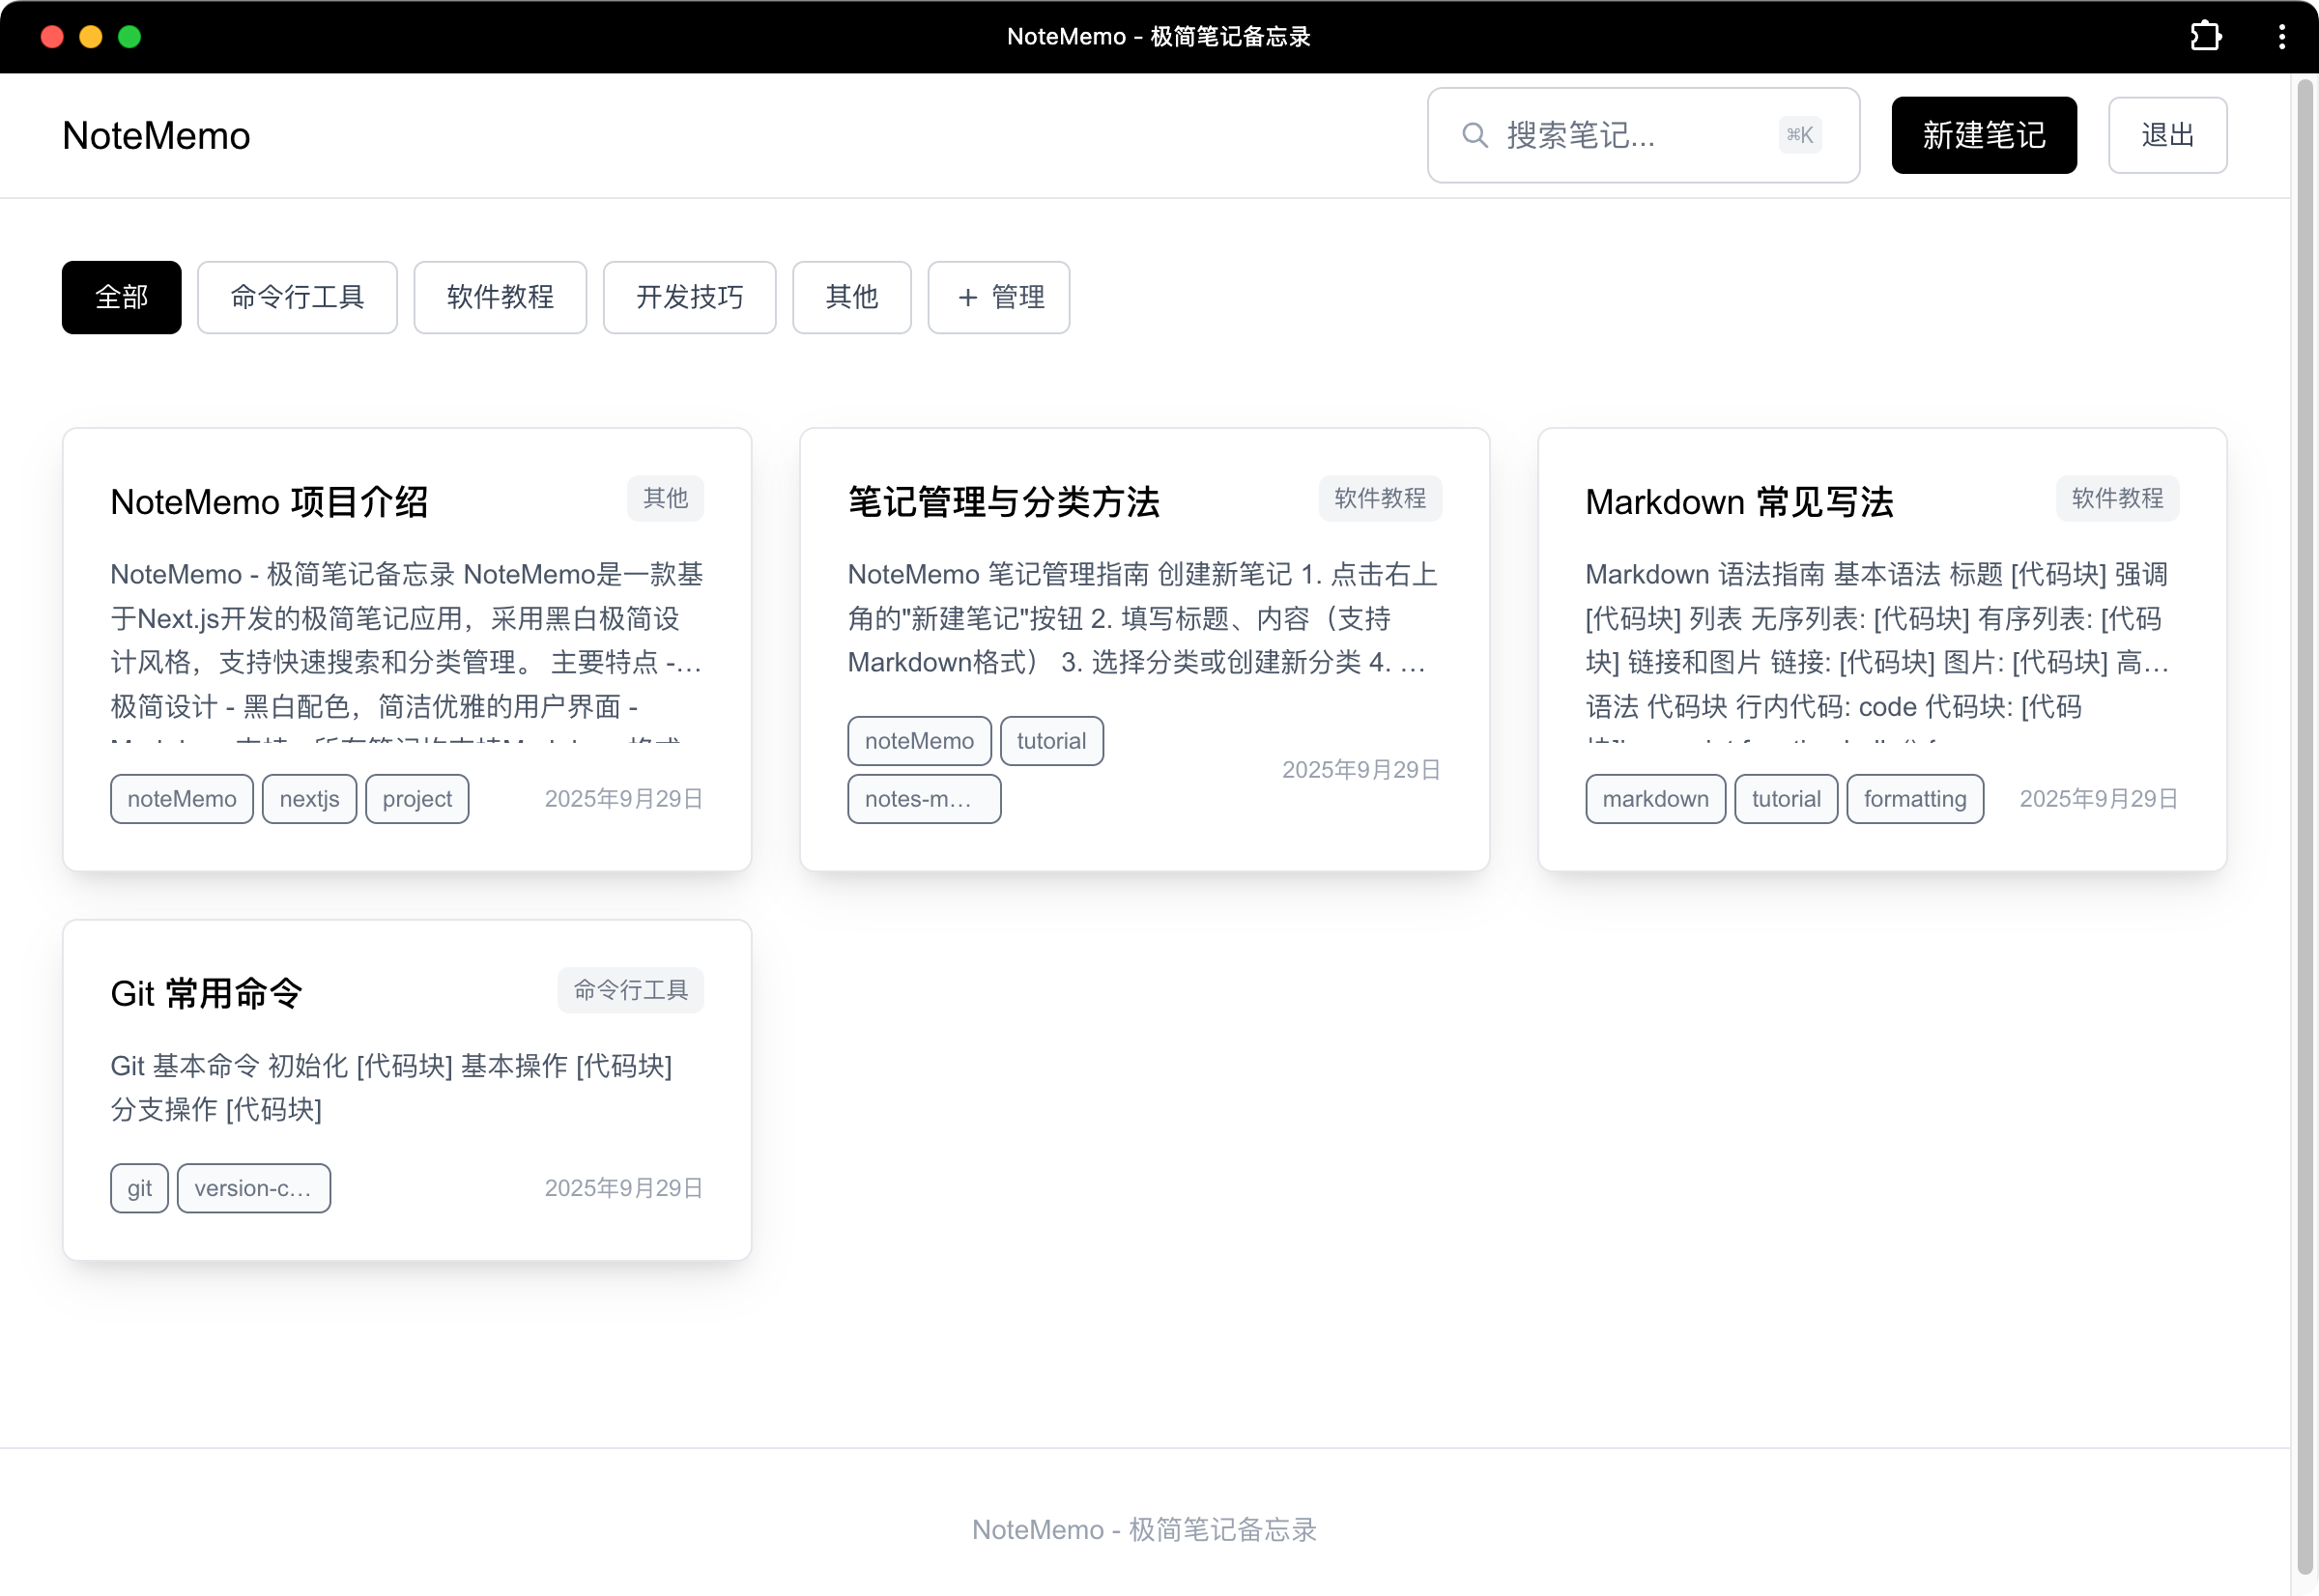 NoteMemo - 极简笔记备忘录
NoteMemo
搜索笔记...
⌘K
新建笔记
退出
全部
命令行工具
软件教程
开发技巧
其他
+ 管理
NoteMemo 项目介绍
其他
NoteMemo - 极简笔记备忘录 NoteMemo是一款基
于Next.js开发的极简笔记应用，采用黑白极简设
计风格，支持快速搜索和分类管理。 主要特点 -…
极简设计 - 黑白配色，简洁优雅的用户界面 -
noteMemo
nextjs
project
2025年9月29日
笔记管理与分类方法
软件教程
NoteMemo 笔记管理指南 创建新笔记 1. 点击右上
角的"新建笔记"按钮 2. 填写标题、内容（支持
Markdown格式） 3. 选择分类或创建新分类 4. …
noteMemo
tutorial
notes-m…
2025年9月29日
Markdown 常见写法
软件教程
Markdown 语法指南 基本语法 标题 [代码块] 强调
[代码块] 列表 无序列表: [代码块] 有序列表: [代码
块] 链接和图片 链接: [代码块] 图片: [代码块] 高…
语法 代码块 行内代码: code 代码块: [代码
markdown
tutorial
formatting
2025年9月29日
Git 常用命令
命令行工具
Git 基本命令 初始化 [代码块] 基本操作 [代码块]
分支操作 [代码块]
git
version-c…
2025年9月29日
NoteMemo - 极简笔记备忘录